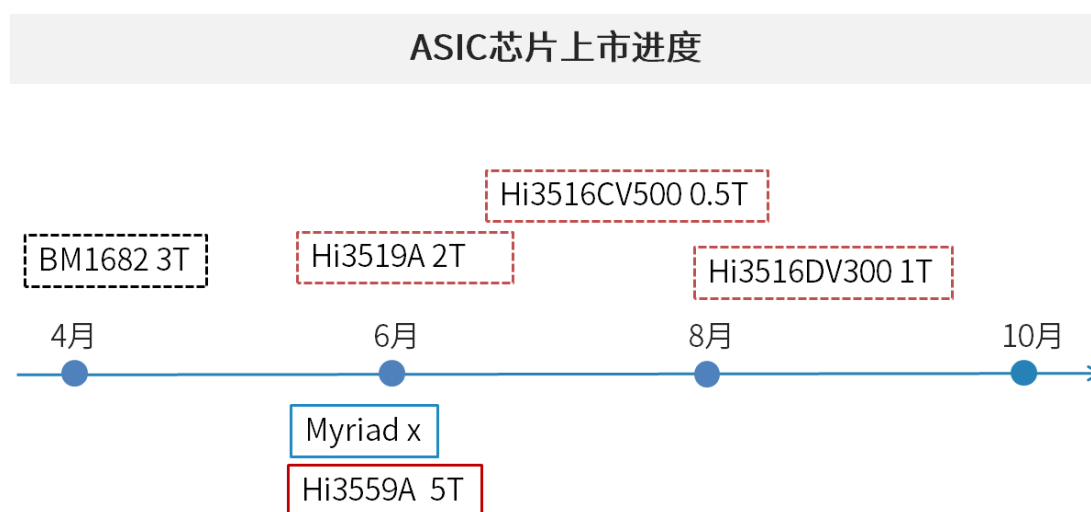 ASIC芯片上市进度
Hi3516CV500 0.5T
BM1682 3T
Hi3519A 2T
Hi3516DV300 1T
4月
6月
8月
10月
Myriad x
Hi3559A 5T